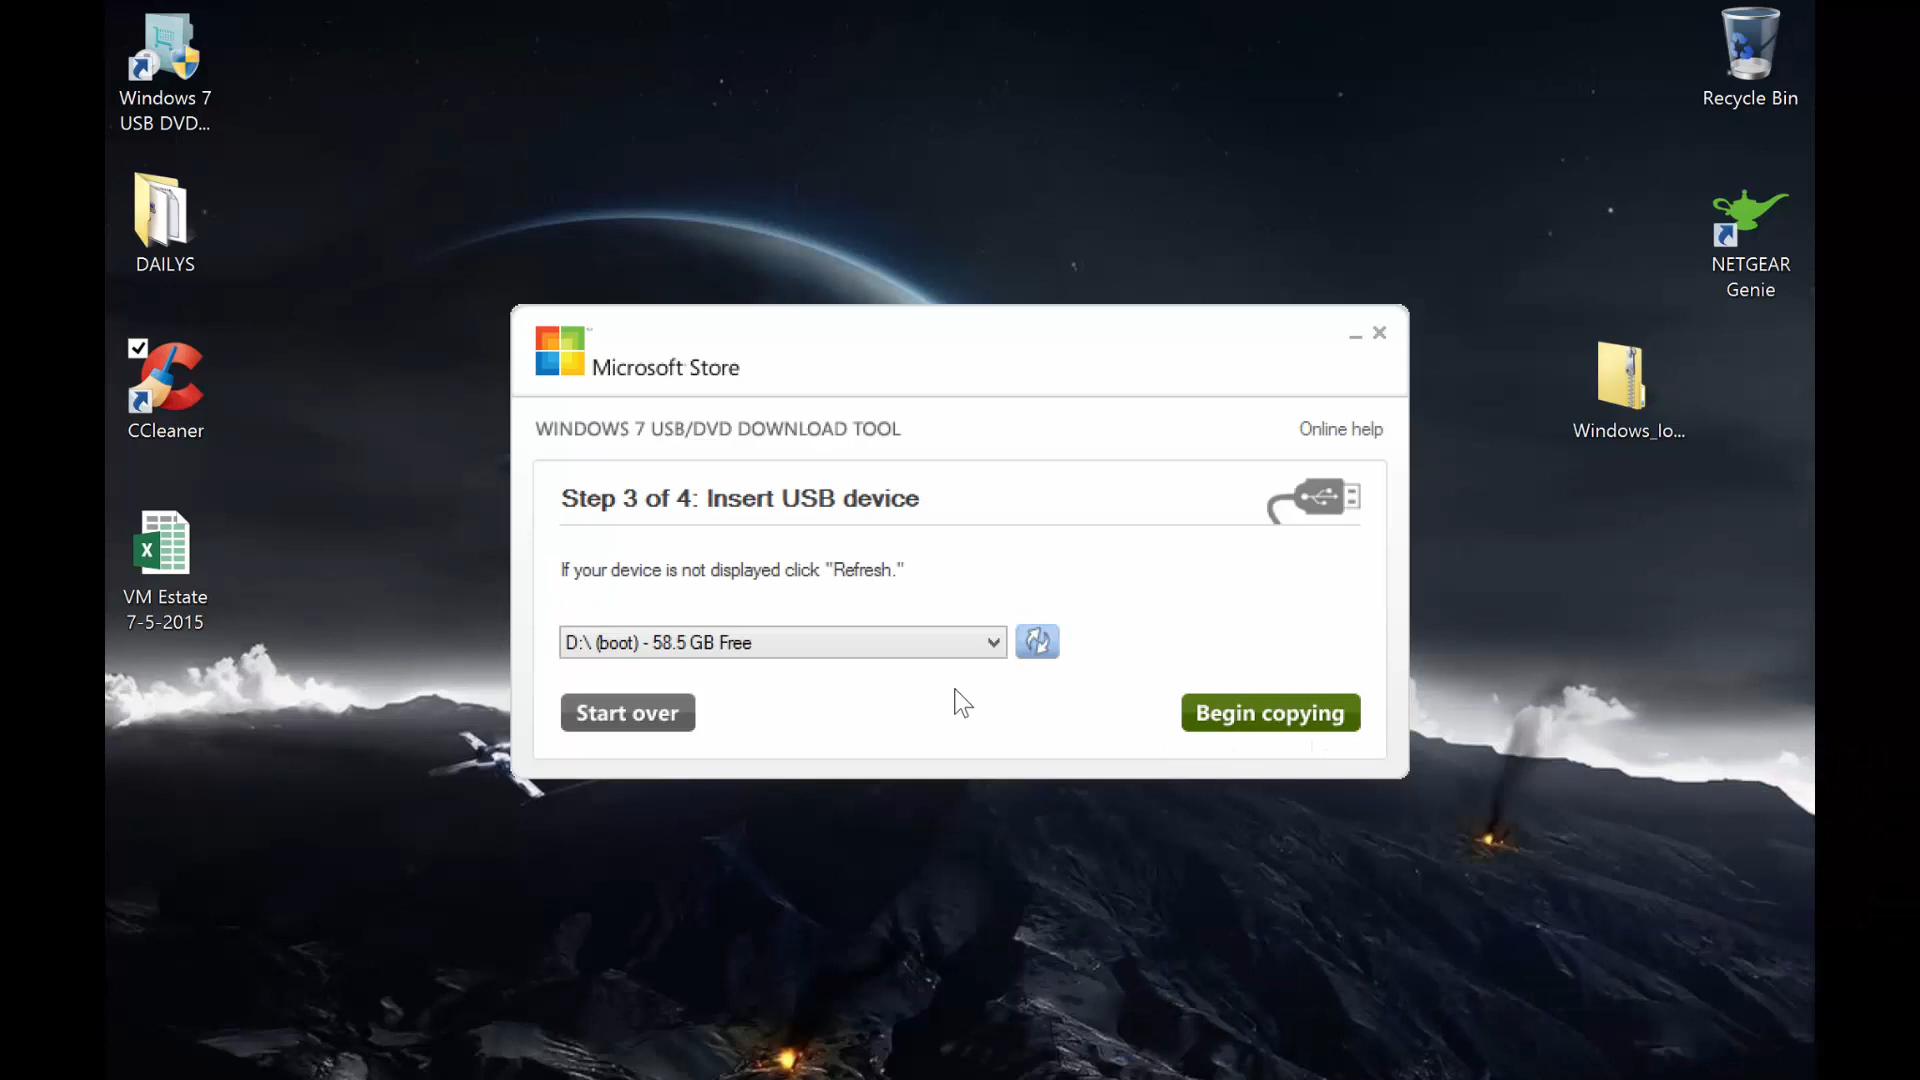 Windows 7
USB DVD...
DAILYS
CCleaner
VM Estate
7-5-2015
Recycle Bin
NETGEAR
Genie
Windows_lo...
Microsoft Store
WINDOWS 7 USB/DVD DOWNLOAD TOOL
Online help
Step 3 of 4: Insert USB device
If your device is not displayed click "Refresh."
D:\ (boot) - 58.5 GB Free
Start over
Begin copying